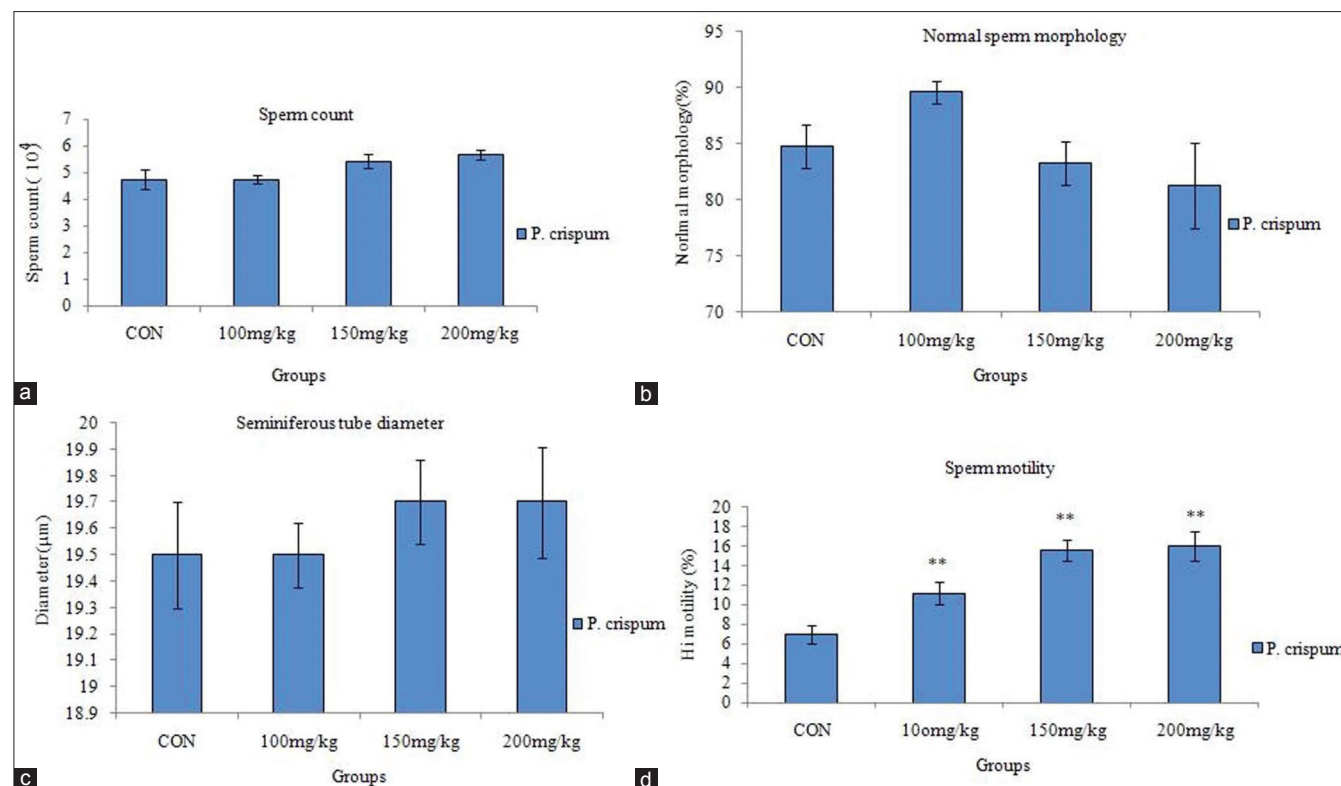 Sperm count
Sperm count( 10
7
6
5
4
3
2
1
0
CON 100mg/kg 150mg/kg 200mg/kg
Groups
P. crispum
a
Normal sperm morphology
Norlmal morphology(%)
95
90
85
80
75
70
CON 100mg/kg 150mg/kg 200mg/kg
Groups
P. crispum
b
Seminiferous tube diameter
Diameter(µm)
20
19.9
19.8
19.7
19.6
19.5
19.4
19.3
19.2
19.1
19
18.9
CON 100mg/kg 150mg/kg 200mg/kg
Groups
P. crispum
c
Sperm motility
Hi motility (%)
20
18
16
14
12
10
8
6
4
2
0
** ** **
CON 10omg/kg 150mg/kg 200mg/kg
Groups
P. crispum
d